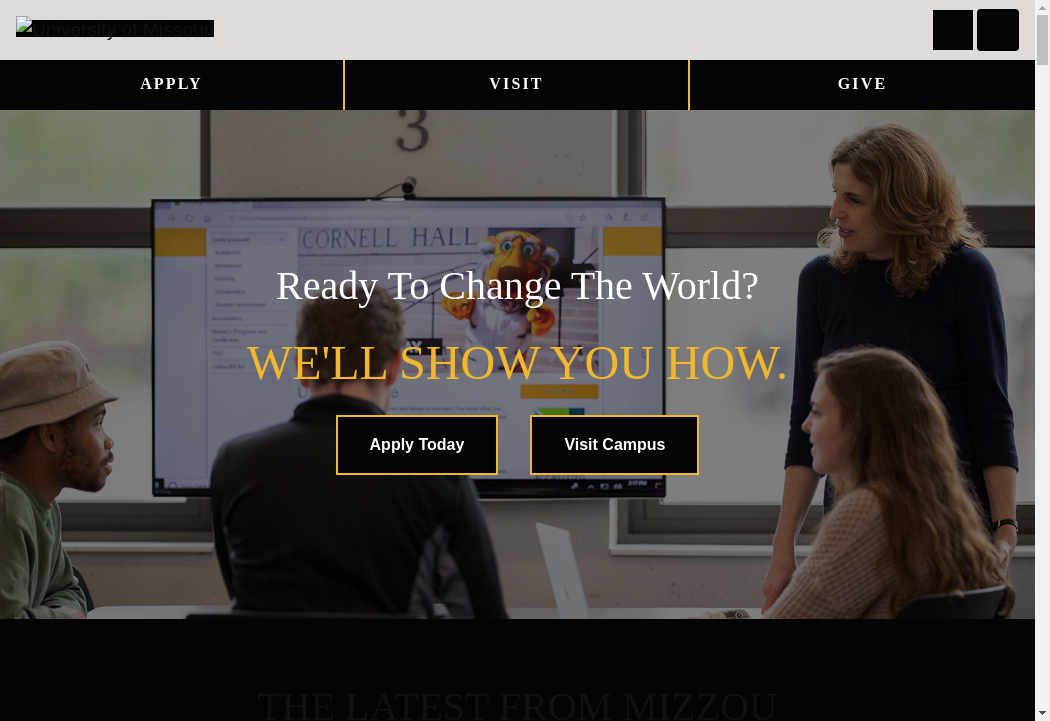 University of Missouri
APPLY
VISIT
GIVE
3
CORNELL HALL
Ready To Change The World?
WE'LL SHOW YOU HOW.
Apply Today
Visit Campus
THE LATEST FROM MIZZOU